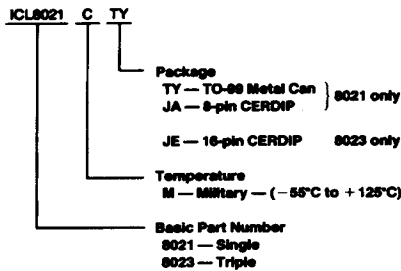 ICL8021 C TY
Package
TY — TO-99 Metal Can
JA — 8-pin CERDIP
8021 only
JE — 16-pin CERDIP 8023 only
Temperature
M — Military — (−55°C to +125°C)
Basic Part Number
8021 — Single
8023 — Triple